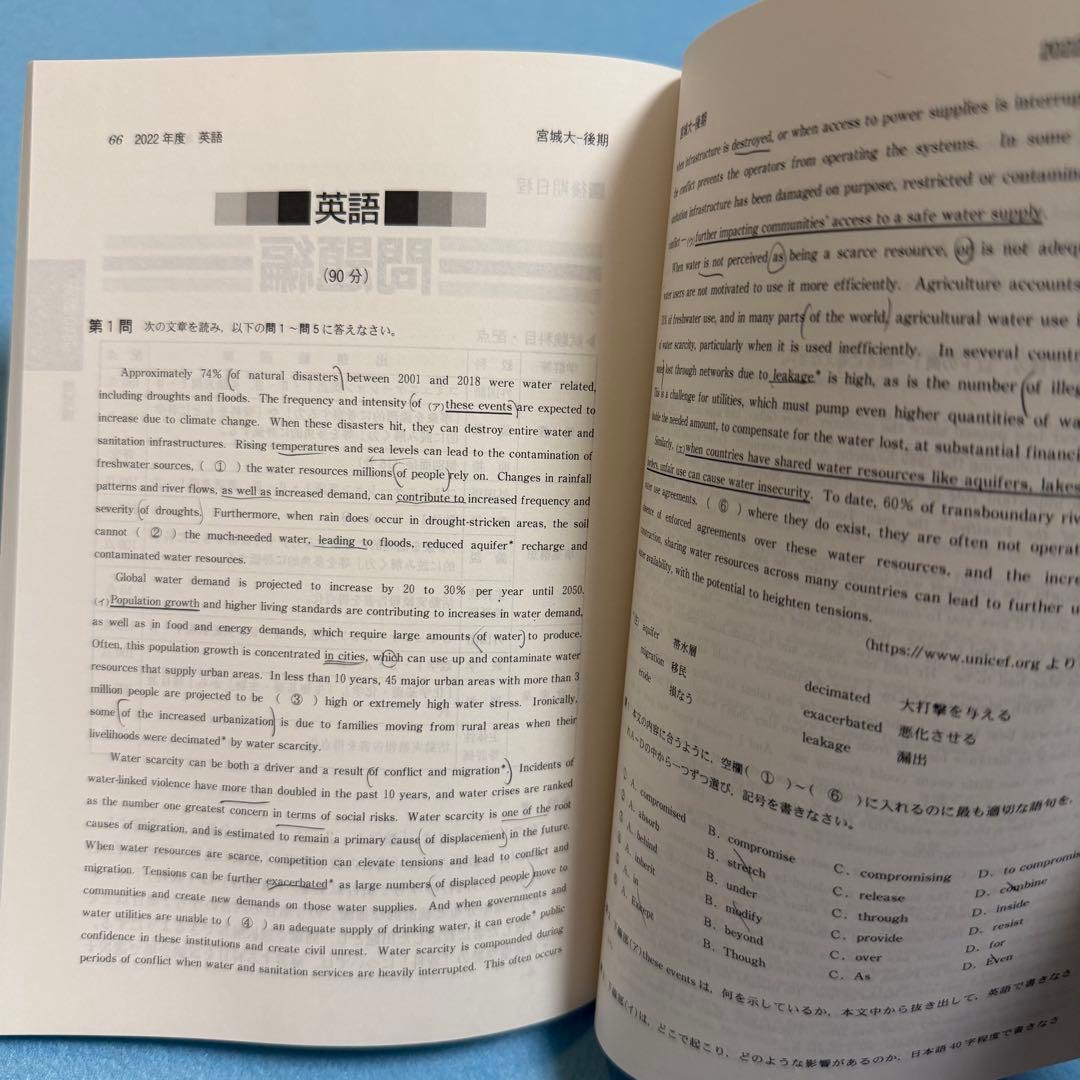 66 2022年度 英語
宮城大-後期
英語
(90分)
第1問 次の文章を読み,以下の問1~問5に答えなさい。
Approximately 74% of natural disasters between 2001 and 2018 were water related,
including droughts and floods. The frequency and intensity of (ア)these events are expected to
increase due to climate change. When these disasters hit, they can destroy entire water and
sanitation infrastructures. Rising temperatures and sea levels can lead to the contamination of
freshwater sources, ( ① ) the water resources millions of people rely on. Changes in rainfall
patterns and river flows, as well as increased demand, can contribute to increased frequency and
severity of droughts. Furthermore, when rain does occur in drought-stricken areas, the soil
cannot ( ② ) the much-needed water, leading to floods, reduced aquifer* recharge and
contaminated water resources.
Global water demand is projected to increase by 20 to 30% per year until 2050.
(イ)Population growth and higher living standards are contributing to increases in water demand,
as well as in food and energy demands, which require large amounts of water to produce.
Often, this population growth is concentrated in cities, which can use up and contaminate water
resources that supply urban areas. In less than 10 years, 45 major urban areas with more than 3
million people are projected to be ( ③ ) high or extremely high water stress. Ironically,
some of the increased urbanization is due to families moving from rural areas when their
livelihoods were decimated* by water scarcity.
Water scarcity can be both a driver and a result of conflict and migration*. Incidents of
water-linked violence have more than doubled in the past 10 years, and water crises are ranked
as the number one greatest concern in terms of social risks. Water scarcity is one of the root
causes of migration, and is estimated to remain a primary cause of displacement in the future.
When water resources are scarce, competition can elevate tensions and lead to conflict and
migration. Tensions can be further exacerbated* as large numbers of displaced people move to
communities and create new demands on those water supplies. And when governments and
water utilities are unable to ( ④ ) an adequate supply of drinking water, it can erode* public
confidence in these institutions and create civil unrest. Water scarcity is compounded during
periods of conflict when water and sanitation services are heavily interrupted. This often occurs
2022
宮城大-後期
when infrastructure is destroyed, or when access to power supplies is interrup
conflict prevents the operators from operating the systems. In some
infrastructure has been damaged on purpose, restricted or contamina
(ウ)further impacting communities' access to a safe water supply.
When water is not perceived as being a scarce resource, or is not adeq
water users are not motivated to use it more efficiently. Agriculture accounts
of freshwater use, and in many parts of the world, agricultural water use i
of water scarcity, particularly when it is used inefficiently. In several countr
lost through networks due to leakage* is high, as is the number of illeg
This is a challenge for utilities, which must pump even higher quantities of wa
the needed amount, to compensate for the water lost, at substantial financi
Similarly, (エ)when countries have shared water resources like aquifers, lakes
unfair use can cause water insecurity. To date, 60% of transboundary riv
use agreements. ( ⑥ ) where they do exist, they are often not operat
of enforced agreements over these water resources, and the incre
sharing water resources across many countries can lead to further u
availability, with the potential to heighten tensions.
(https://www.unicef.org より
aquifer 帯水層
decimated 大打撃を与える
migration 移民
exacerbated 悪化させる
erode 損なう
leakage 漏出
本文の内容に合うように,空欄( ① )~( ⑥ )に入れるのに最も適切な語句を,
A~Dの中から一つずつ選び,記号を書きなさい。
① A. compromised B. compromise C. compromising D. to compromis
② A. absorb B. stretch C. release D. combine
③ A. behind B. under C. through D. inside
④ A. inherit B. modify C. provide D. resist
A. in B. beyond C. over D. for
A. Except B. Though C. As D. Even
下線部(ア)these events は,何を示しているか,本文中から抜き出して,英語で書きなさ
下線部(イ)は,どこで起こり,どのような影響があるのか,日本語40字程度で書きなさ